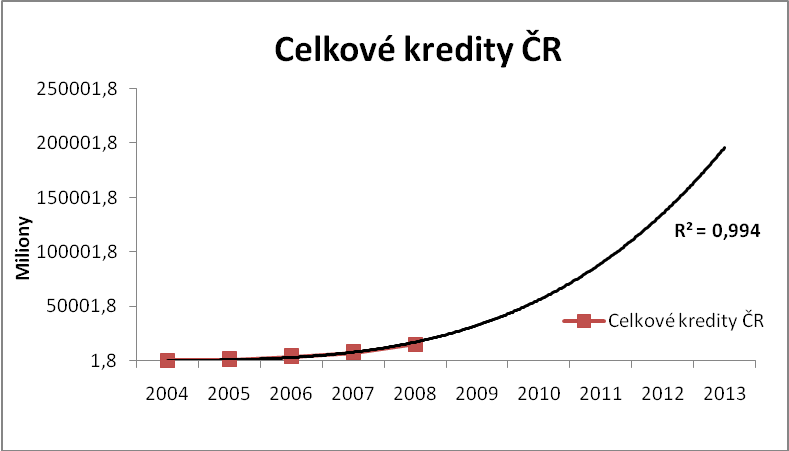 Celkové kredity ČR
250001,8
200001,8
150001,8
100001,8
50001,8
1,8
Miliony
R² = 0,994
Celkové kredity ČR
2004 2005 2006 2007 2008 2009 2010 2011 2012 2013